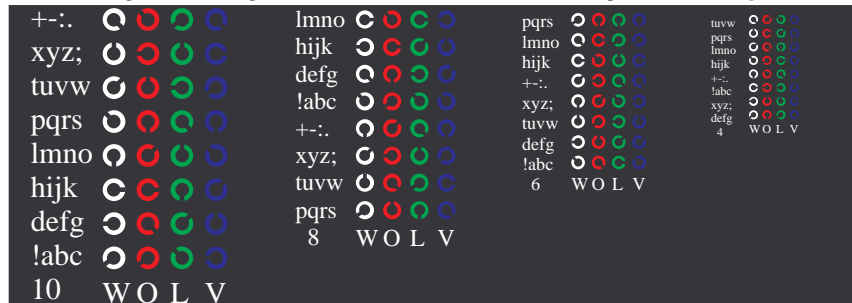 +-:.
xyz;
tuvw
pqrs
lmno
hijk
defg
!abc
10 W O L V
lmno
hijk
defg
!abc
+-:.
xyz;
tuvw
pqrs
8 W O L V
pqrs
lmno
hijk
+-:.
xyz;
tuvw
defg
!abc
6 W O L V
tuvw
pqrs
lmno
hijk
+-:.
!abc
xyz;
defg
4 W O L V